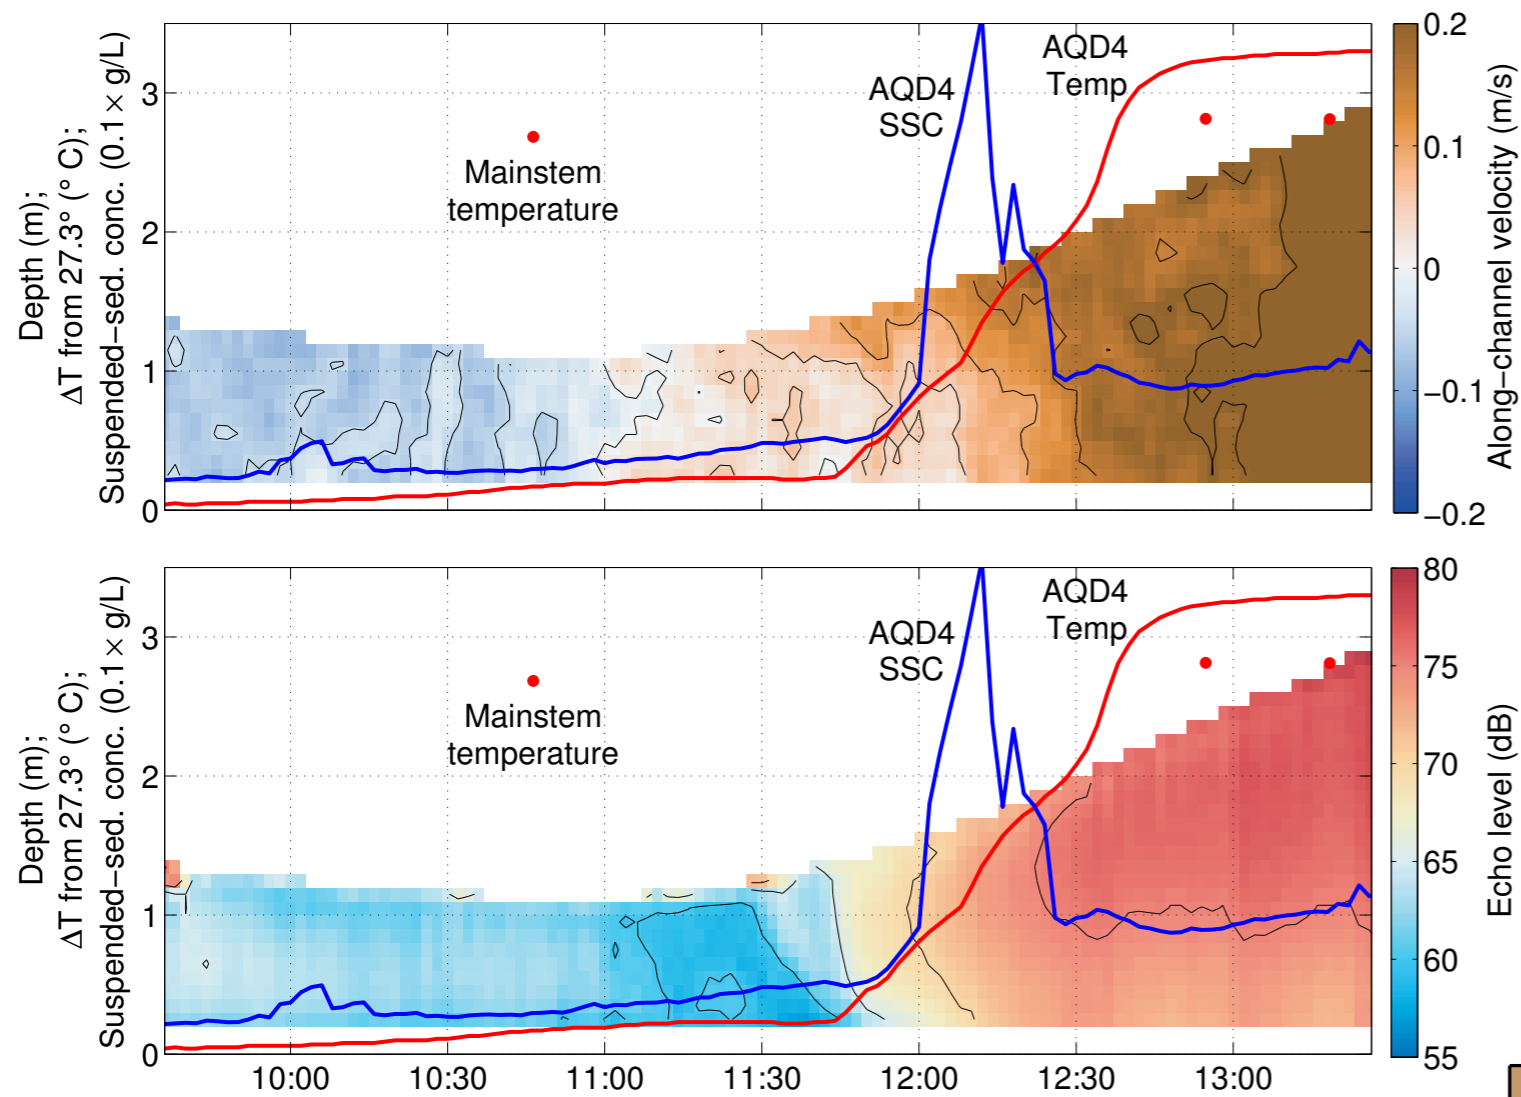 Depth (m);
ΔT from 27.3° (° C);
Suspended−sed. conc. (0.1× g/L)
3
2
1
0
AQD4
SSC
AQD4
Temp
Mainstem
temperature
0.2
0.1
0
−0.1
−0.2
Along−channel velocity (m/s)
Depth (m);
ΔT from 27.3° (° C);
Suspended−sed. conc. (0.1× g/L)
3
2
1
0
AQD4
SSC
AQD4
Temp
Mainstem
temperature
10:00 10:30 11:00 11:30 12:00 12:30 13:00
80
75
70
65
60
55
Echo level (dB)